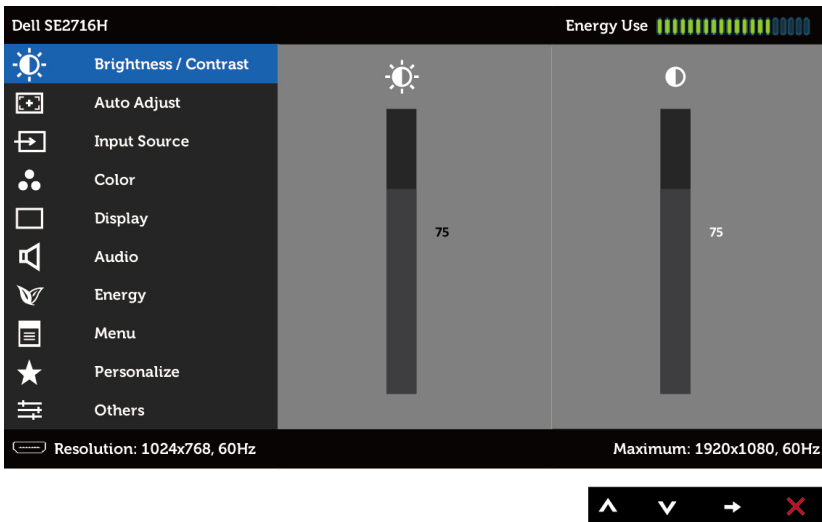 Dell SE2716H Energy Use
Brightness / Contrast
Auto Adjust
Input Source
Color
Display
75 75
Audio
Energy
Menu
Personalize
Others
Resolution: 1024x768, 60Hz Maximum: 1920x1080, 60Hz